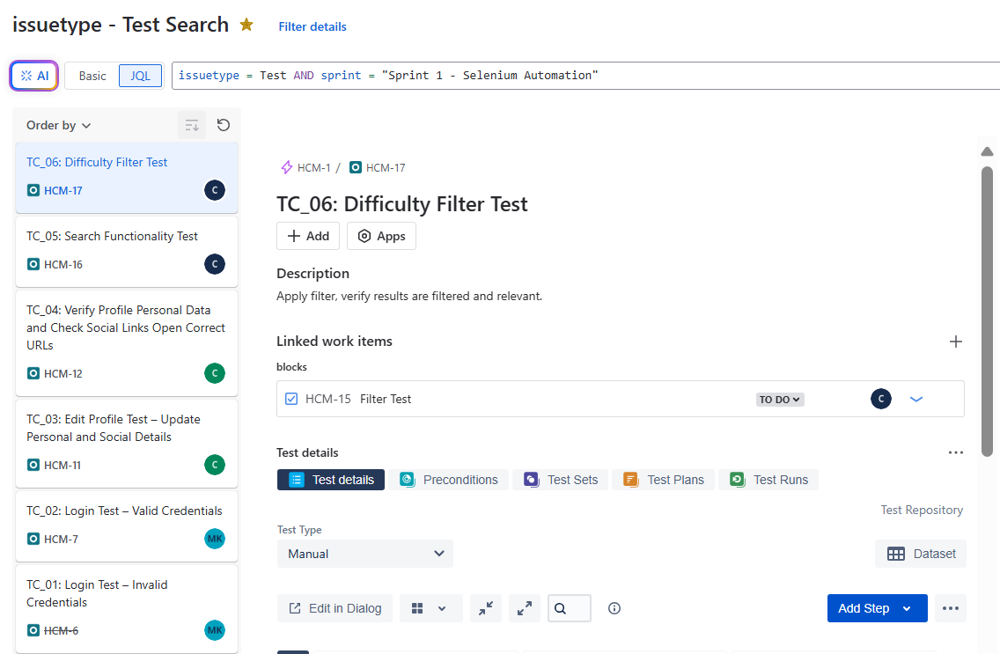 issuetype - Test Search Filter details
AI Basic JQL issuetype = Test AND sprint = "Sprint 1 - Selenium Automation"
Order by
TC_06: Difficulty Filter Test
HCM-17 C
TC_05: Search Functionality Test
HCM-16 C
TC_04: Verify Profile Personal Data
and Check Social Links Open Correct
URLs
HCM-12 C
TC_03: Edit Profile Test – Update
Personal and Social Details
HCM-11 C
TC_02: Login Test – Valid Credentials
HCM-7 MK
TC_01: Login Test – Invalid
Credentials
HCM-6 MK
HCM-1 / HCM-17
TC_06: Difficulty Filter Test
Add Apps
Description
Apply filter, verify results are filtered and relevant.
Linked work items
blocks
HCM-15 Filter Test TO DO C
Test details
Test details Preconditions Test Sets Test Plans Test Runs
Test Repository
Test Type
Manual Dataset
Edit in Dialog Add Step